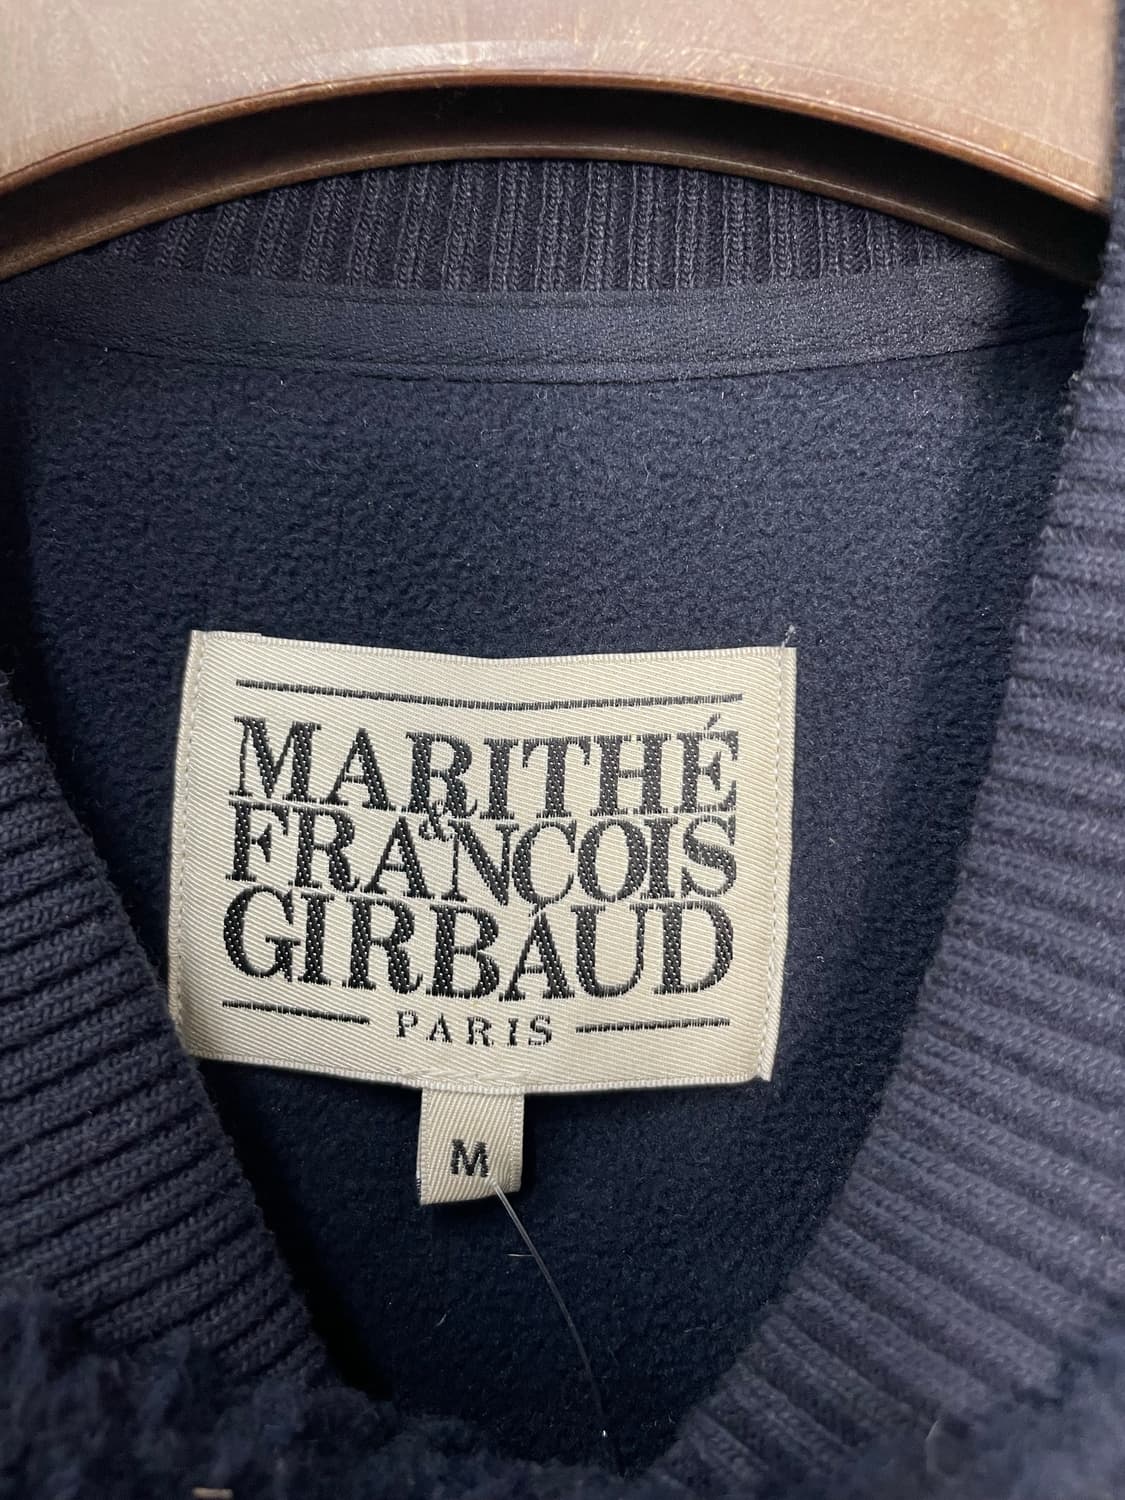 MARITHÉ
&
FRANÇOIS
GIRBAUD
PARIS
M